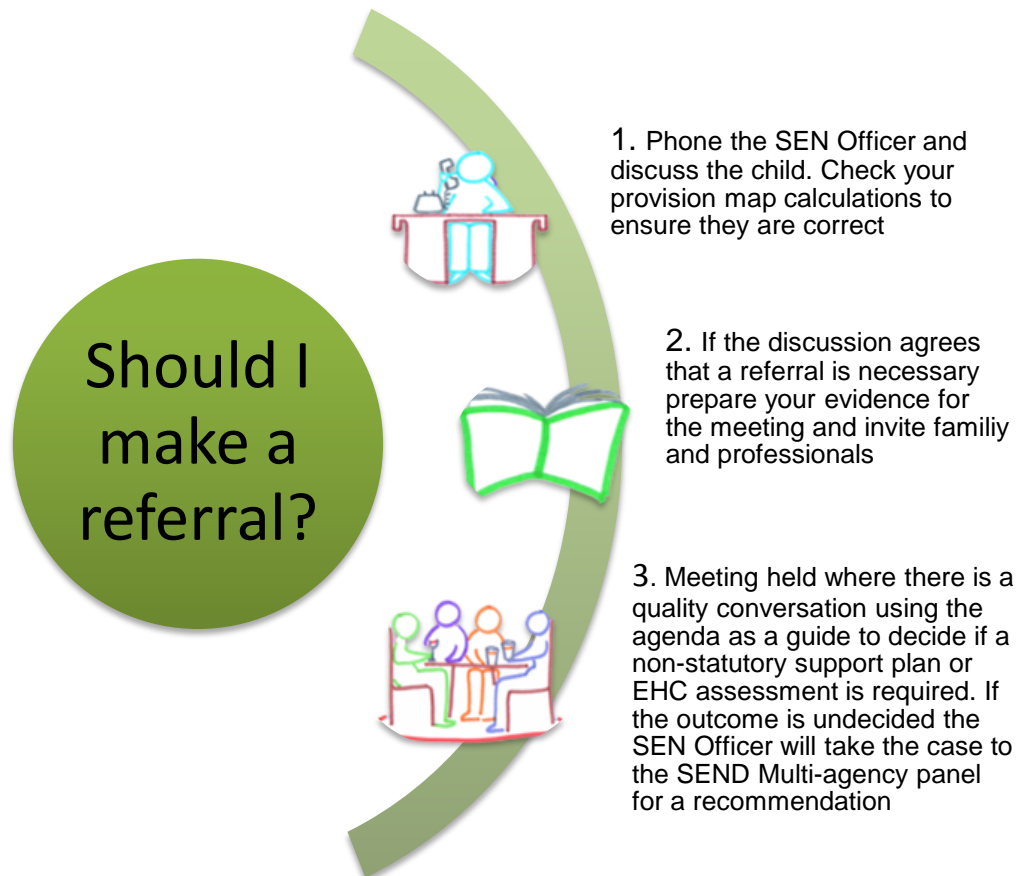 Should I
make a
referral?
1. Phone the SEN Officer and
discuss the child. Check your
provision map calculations to
ensure they are correct
2. If the discussion agrees
that a referral is necessary
prepare your evidence for
the meeting and invite familiy
and professionals
3. Meeting held where there is a
quality conversation using the
agenda as a guide to decide if a
non-statutory support plan or
EHC assessment is required. If
the outcome is undecided the
SEN Officer will take the case to
the SEND Multi-agency panel
for a recommendation